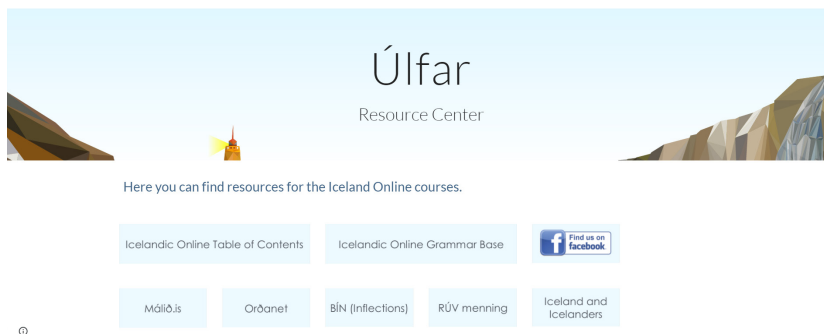 Úlfar
Resource Center
Here you can find resources for the Iceland Online courses.
Icelandic Online Table of Contents
Icelandic Online Grammar Base
Find us on
facebook
Málið.is
Orðanet
BÍN (Inflections)
RÚV menning
Iceland and
Icelanders